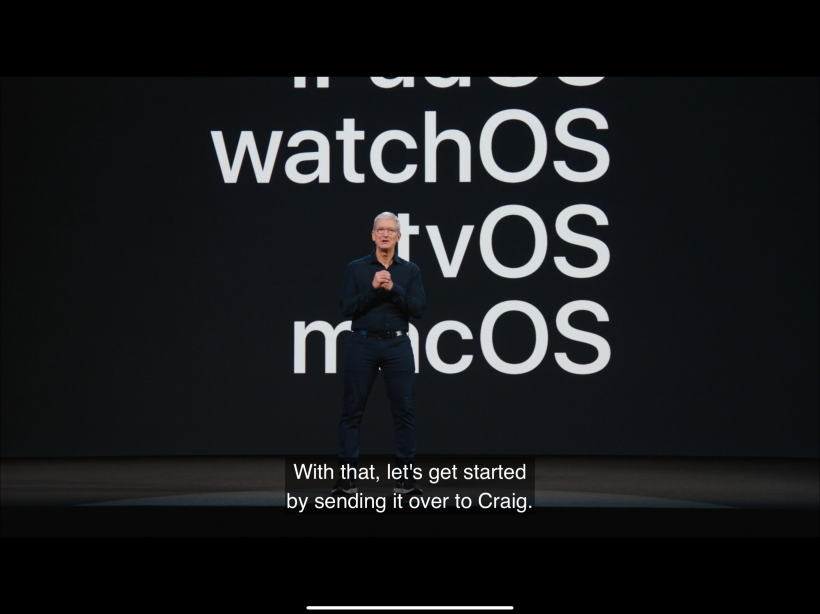 watchOS
tvOS
macOS
With that, let's get started
by sending it over to Craig.